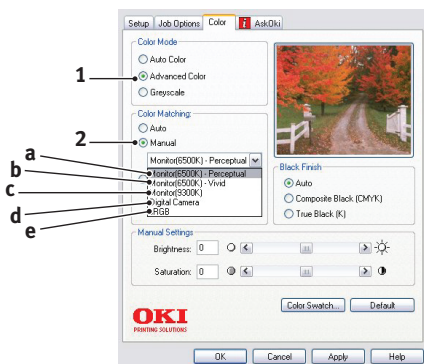 Setup Job Options Color AskOki
Color Mode
Auto Color
1 Advanced Color
Greyscale
Color Matching:
Auto
2 Manual
Monitor(6500K) - Perceptual
a Monitor(6500K) - Perceptual
b Monitor(6500K) - Vivid
c Monitor(9300K)
d Digital Camera
e sRGB
Black Finish
Auto
Composite Black (CMYK)
True Black (K)
Manual Settings
Brightness: 0
Saturation: 0
OKI
PRINTING SOLUTIONS
Color Swatch... Default
OK Cancel Apply Help